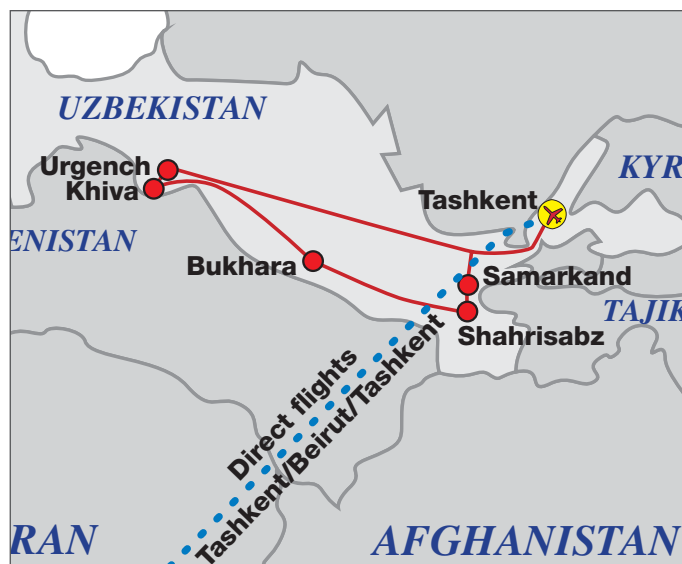 UZBEKISTAN
Urgench
Khiva
Tashkent
KYR
ENISTAN
Bukhara
Samarkand
TAJIK
Shahrisabz
Direct flights
Tashkent/Beirut/Tashkent
RAN
AFGHANISTAN